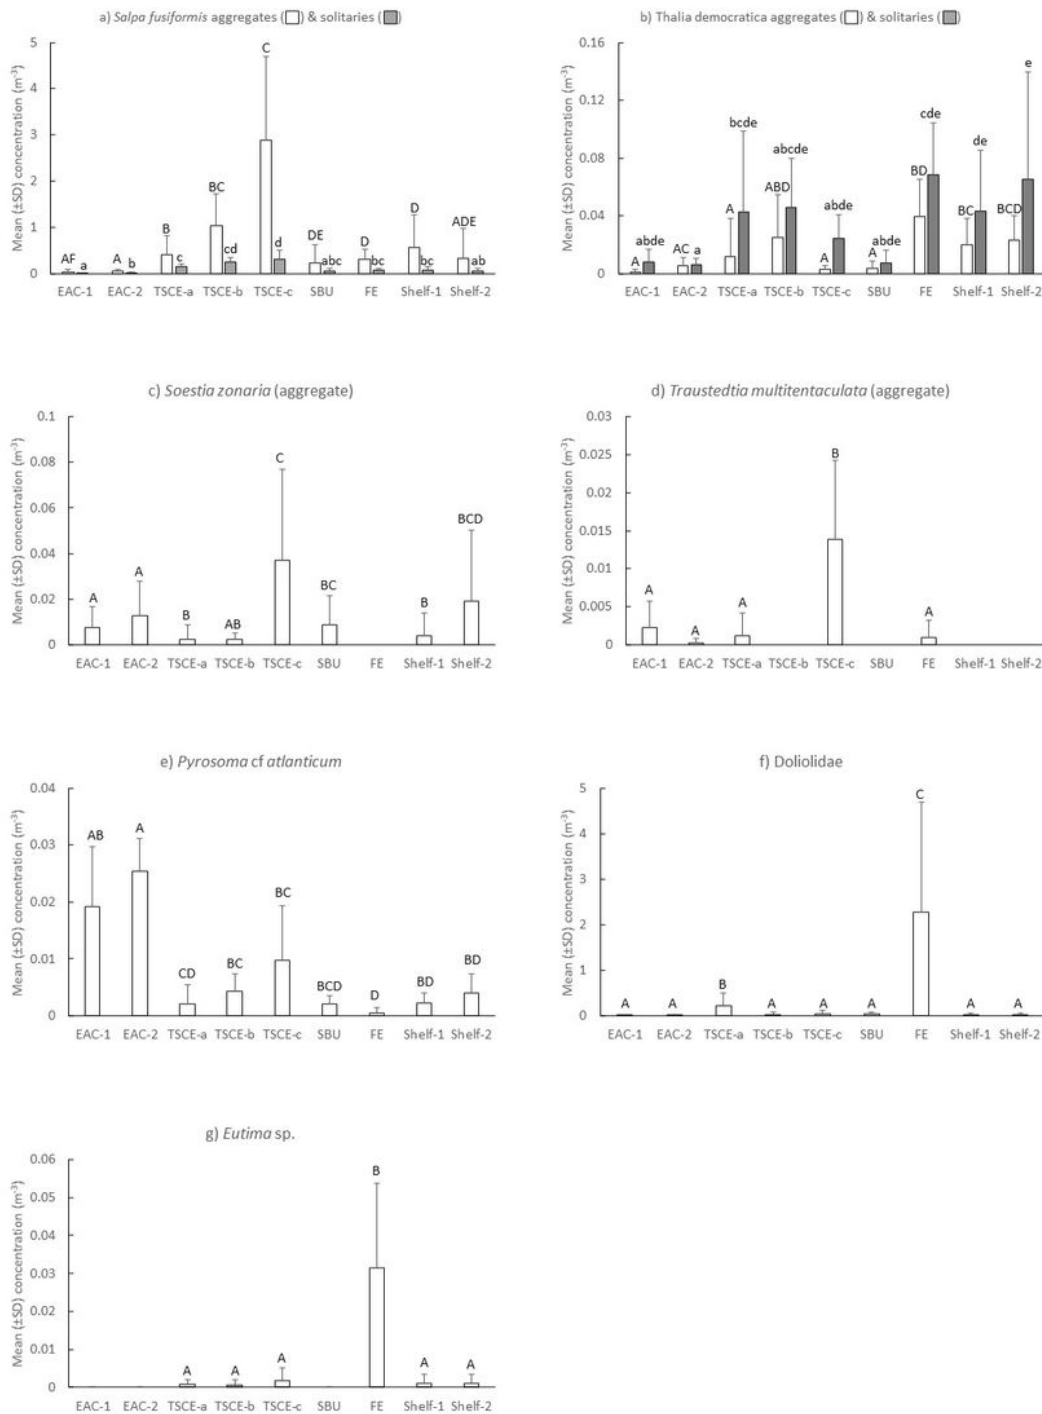 a) Salpa fusiformis aggregates ( ) & solitaries ( )
Mean (±SD) concentration (m⁻³)
5
4
3
2
1
0
AF a A b B c BC cd C d DE abc D bc D bc ADE ab
EAC-1 EAC-2 TSCE-a TSCE-b TSCE-c SBU FE Shelf-1 Shelf-2
b) Thalia democratica aggregates ( ) & solitaries ( )
Mean (±SD) concentration (m⁻³)
0.16
0.12
0.08
0.04
0
A abde AC a A bcde ABD abcde A abde A abde BD cde BC de BCD e
EAC-1 EAC-2 TSCE-a TSCE-b TSCE-c SBU FE Shelf-1 Shelf-2
c) Soestia zonaria (aggregate)
Mean (±SD) concentration (m⁻³)
0.1
0.08
0.06
0.04
0.02
0
A A B AB C BC B BCD
EAC-1 EAC-2 TSCE-a TSCE-b TSCE-c SBU FE Shelf-1 Shelf-2
d) Traustedtia multitentaculata (aggregate)
Mean (±SD) concentration (m⁻³)
0.03
0.025
0.02
0.015
0.01
0.005
0
A A A B A
EAC-1 EAC-2 TSCE-a TSCE-b TSCE-c SBU FE Shelf-1 Shelf-2
e) Pyrosoma cf atlanticum
Mean (±SD) concentration (m⁻³)
0.04
0.03
0.02
0.01
0
AB A CD BC BC BCD D BD BD
EAC-1 EAC-2 TSCE-a TSCE-b TSCE-c SBU FE Shelf-1 Shelf-2
f) Doliolidae
Mean (±SD) concentration (m⁻³)
5
4
3
2
1
0
A A B A A A C A A
EAC-1 EAC-2 TSCE-a TSCE-b TSCE-c SBU FE Shelf-1 Shelf-2
g) Eutima sp.
Mean (±SD) concentration (m⁻³)
0.06
0.05
0.04
0.03
0.02
0.01
0
A A A B A A
EAC-1 EAC-2 TSCE-a TSCE-b TSCE-c SBU FE Shelf-1 Shelf-2